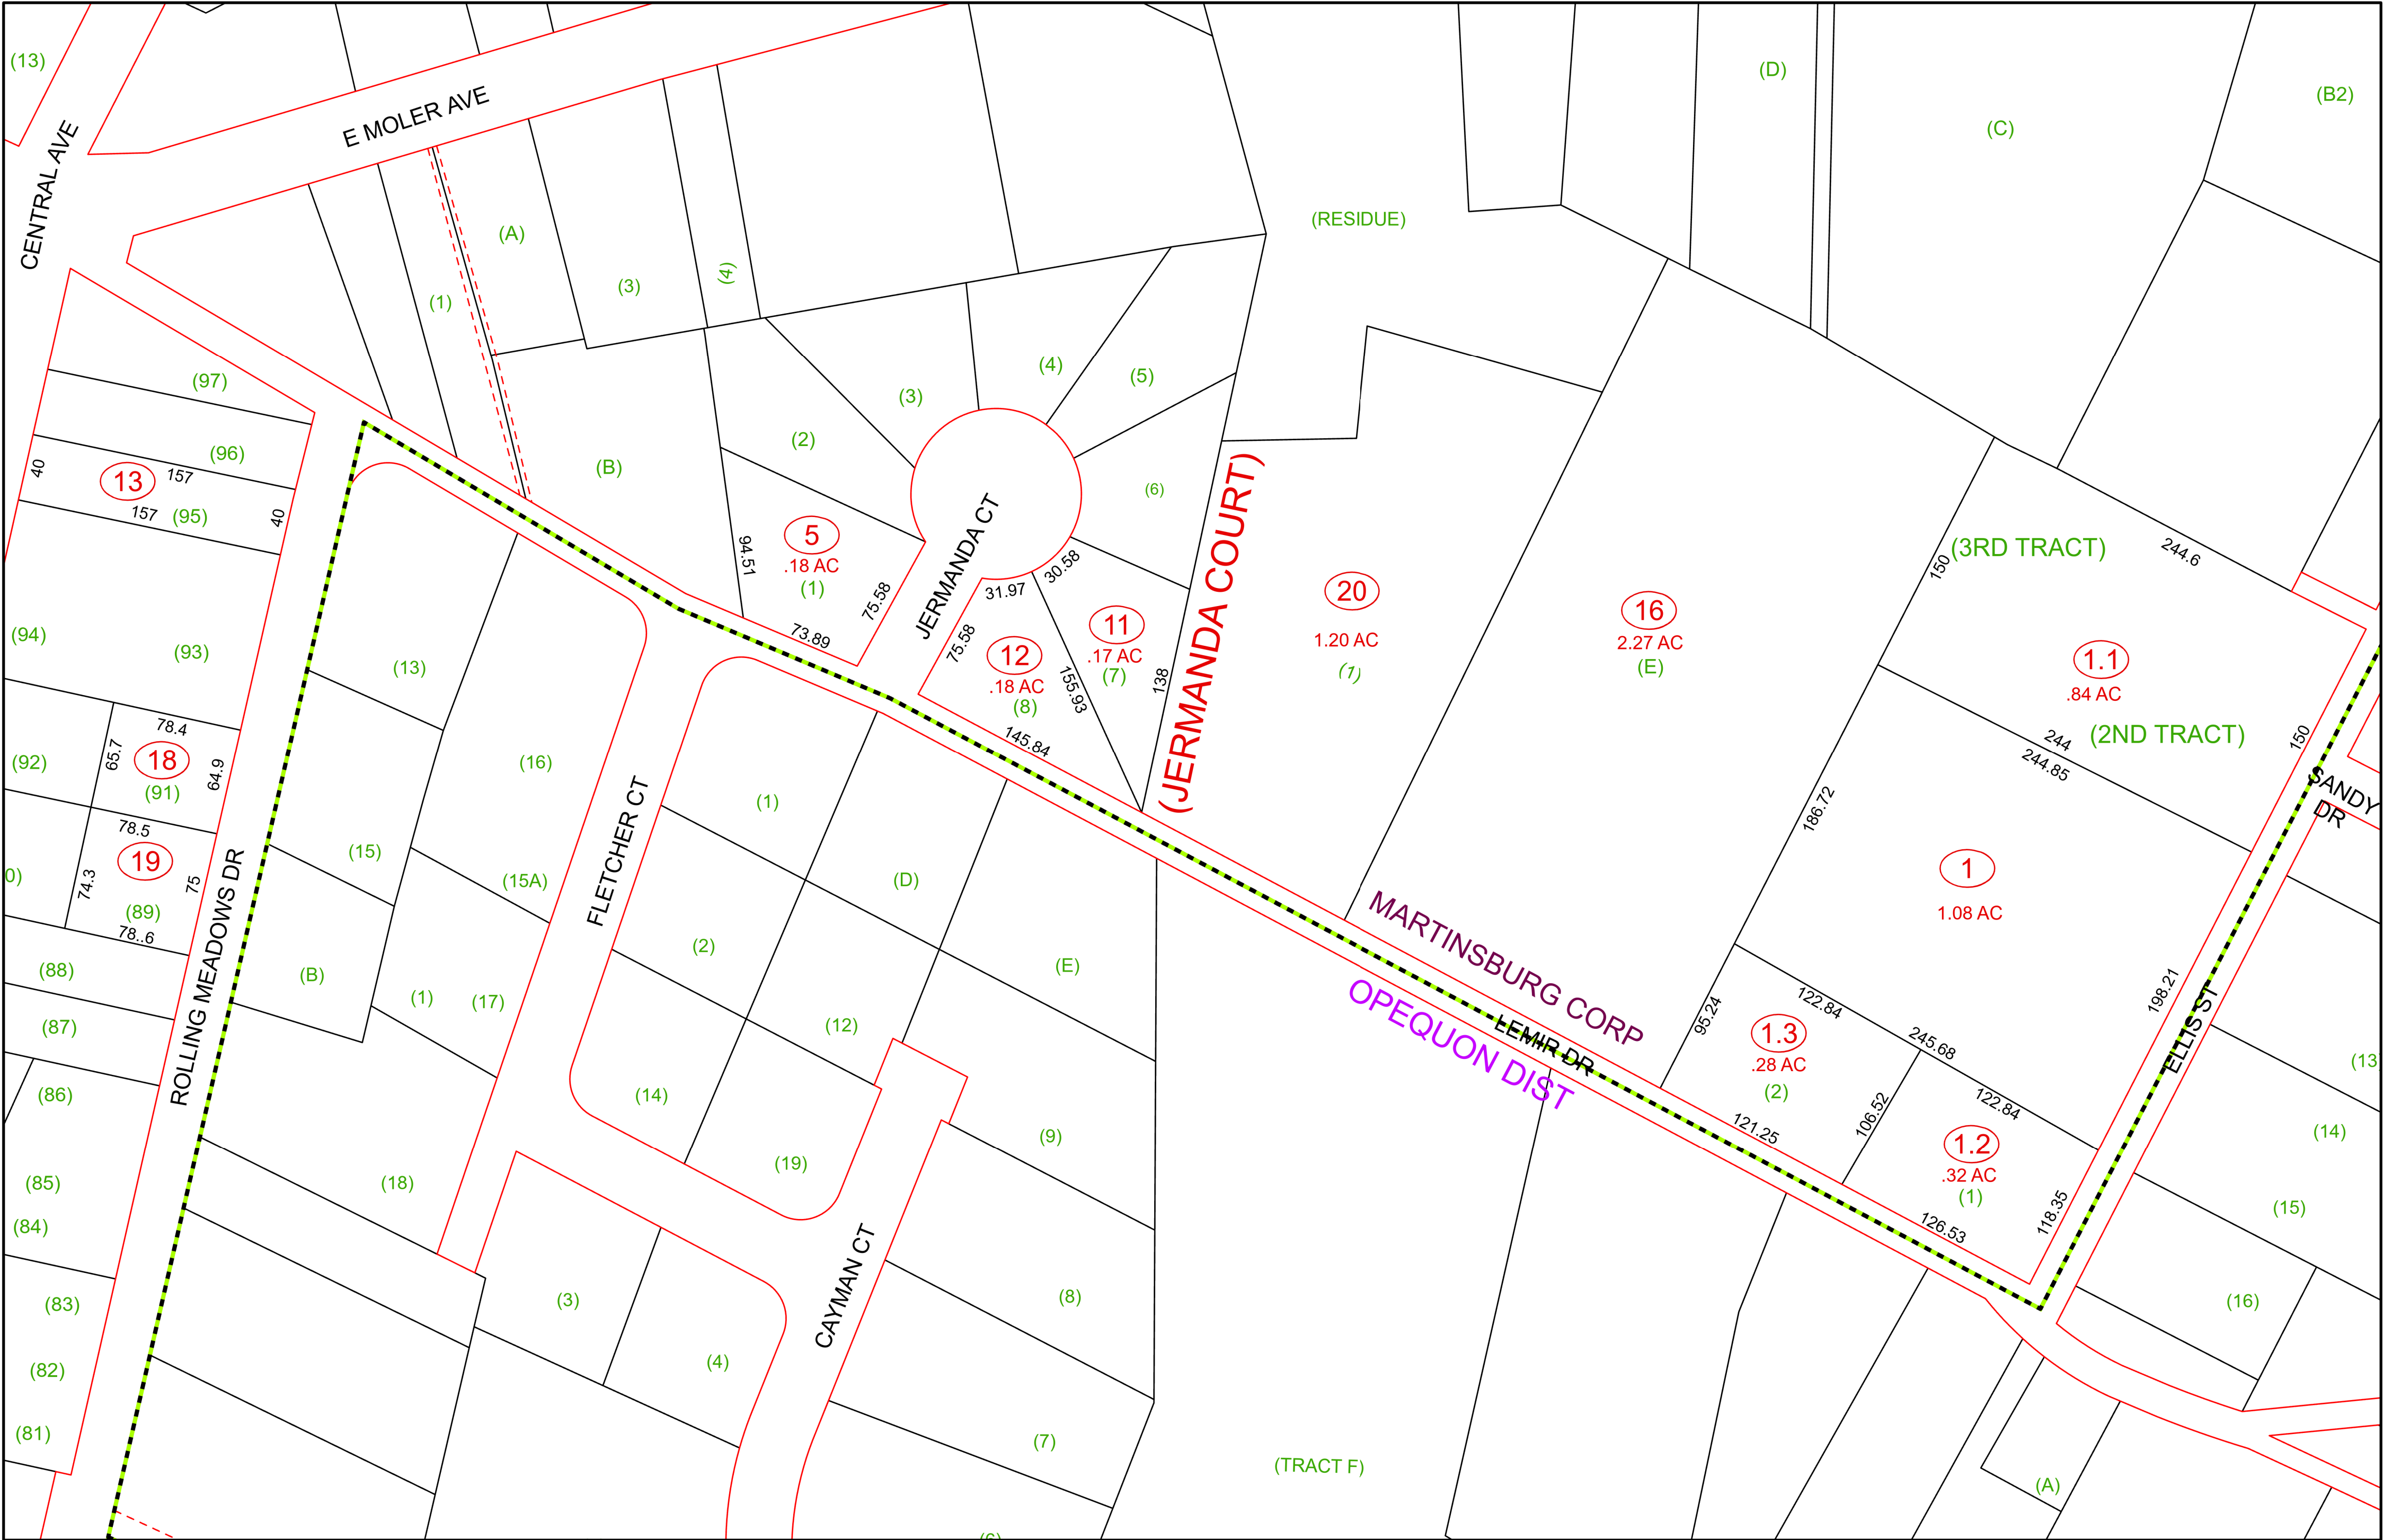 (13)
CENTRAL AVE
E MOLER AVE
(A)
(1)
(3)
(4)
(RESIDUE)
(D)
(C)
(B2)
(97)
(96)
40
13
157
157
(95)
40
(94)
(93)
(B)
(2)
(3)
(4)
(5)
(6)
94.51
5
.18 AC
(1)
75.58
73.89
JERMANDA CT
31.97
30.58
75.58
12
.18 AC
(8)
145.84
155.93
11
.17 AC
(7)
138
(JERMANDA COURT)
20
1.20 AC
(1)
16
2.27 AC
(E)
(3RD TRACT)
150
244.6
1.1
.84 AC
(2ND TRACT)
244
244.85
150
SANDY
DR
186.72
1
1.08 AC
198.21
ELLIS ST
95.24
122.84
245.68
122.84
1.3
.28 AC
(2)
121.25
106.52
1.2
.32 AC
(1)
126.53
118.35
MARTINSBURG CORP
LEMIR DR
OPEQUON DIST
(92)
65.7
78.4
18
(91)
64.9
0)
78.5
19
74.3
75
(89)
78..6
(88)
(87)
(86)
(85)
(84)
(83)
(82)
(81)
ROLLING MEADOWS DR
(13)
(15)
(16)
(15A)
(B)
(1)
(17)
(18)
FLETCHER CT
(1)
(2)
(D)
(E)
(12)
(14)
(19)
(9)
(8)
(7)
(3)
(4)
CAYMAN CT
(TRACT F)
(13
(14)
(15)
(16)
(A)